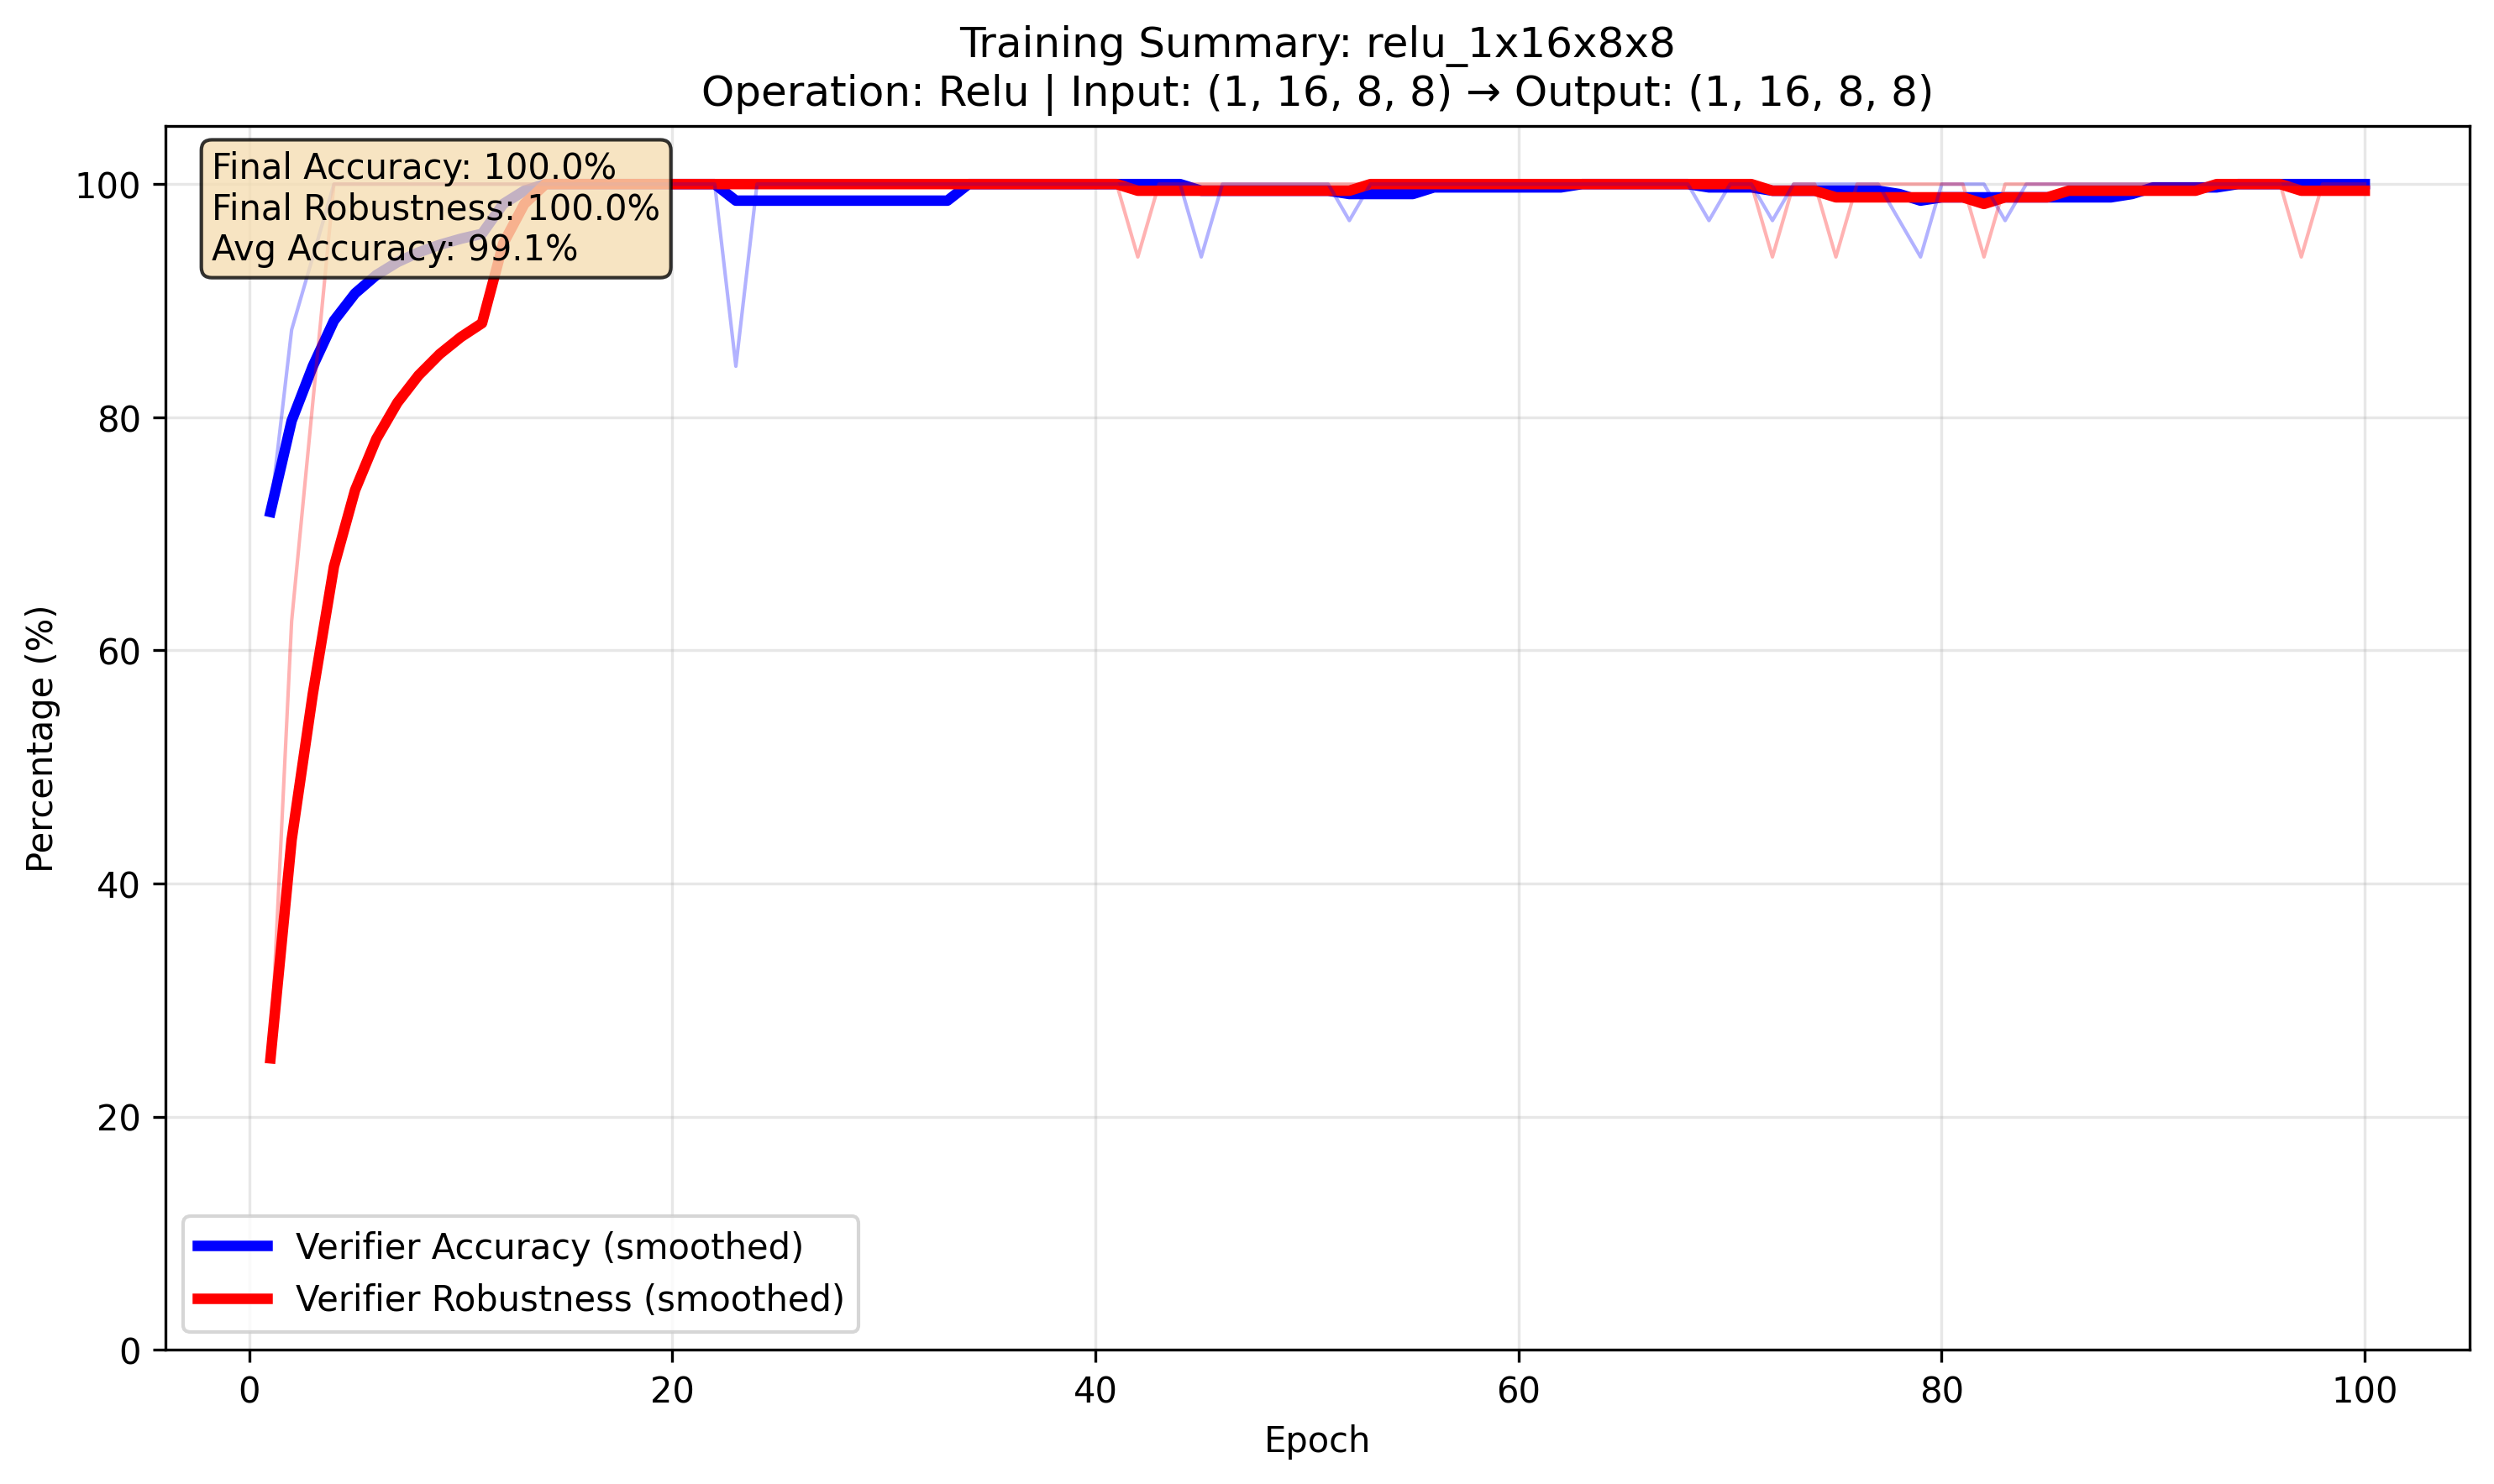 Training Summary: relu_1x16x8x8
Operation: Relu | Input: (1, 16, 8, 8) → Output: (1, 16, 8, 8)
Final Accuracy: 100.0%
Final Robustness: 100.0%
Avg Accuracy: 99.1%
Percentage (%)
100
80
60
40
20
0
Verifier Accuracy (smoothed)
Verifier Robustness (smoothed)
0 20 40 60 80 100
Epoch